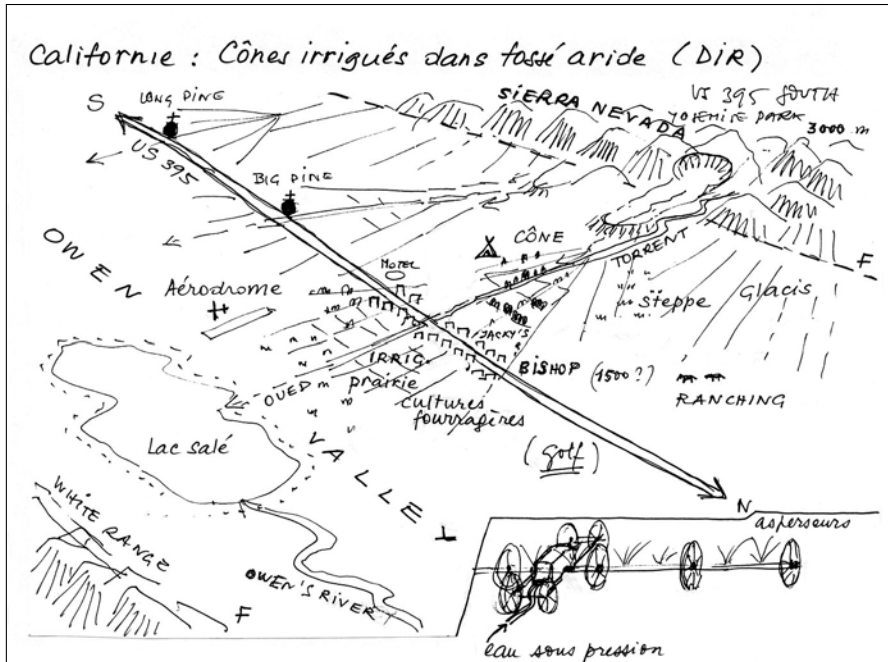 Californie : Cônes irrigués dans fossé aride (DIR)
S
LONG PINE
SIERRA NEVADA
US 395 SOUTH
YOSEMITE PARK
3000 m
US 395
BIG PINE
OWEN VALLEY
CÔNE
TORRENT
F
MOTEL
Aérodrome
steppe
Glacis
JACKY'S
IRRIG.
BISHOP (1500?)
RANCHING
OUED
prairie
cultures
fourragères
Lac salé
(golf)
N
WHITE RANGE
asperseurs
OWEN'S RIVER
F
eau sous pression